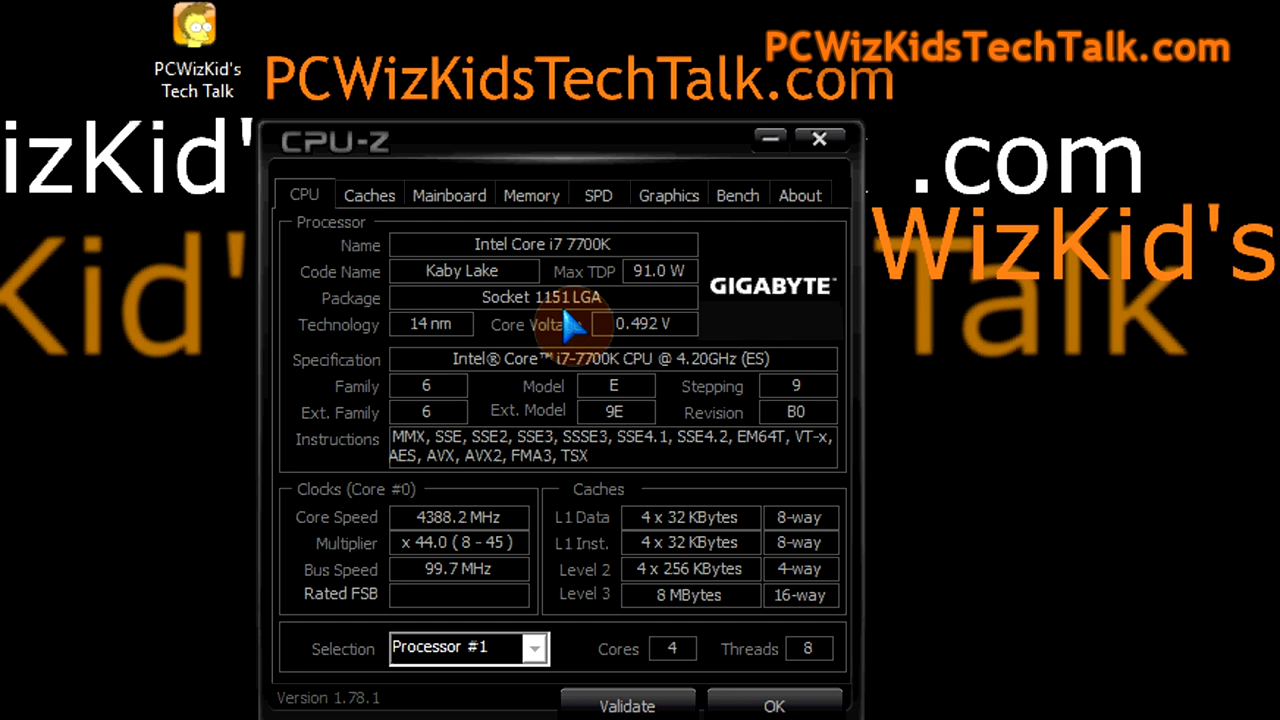 PCWizKidsTechTalk.com
PCWizKid's
Tech Talk
PCWizKidsTechTalk.com
izKid'
.com
WizKid's
Kid'
Talk
CPU-Z
CPU Caches Mainboard Memory SPD Graphics Bench About
Processor
Name Intel Core i7 7700K
Code Name Kaby Lake Max TDP 91.0 W
GIGABYTE™
Package Socket 1151 LGA
Technology 14 nm Core Voltage 0.492 V
Specification Intel® Core™ i7-7700K CPU @ 4.20GHz (ES)
Family 6 Model E Stepping 9
Ext. Family 6 Ext. Model 9E Revision B0
Instructions MMX, SSE, SSE2, SSE3, SSSE3, SSE4.1, SSE4.2, EM64T, VT-x,
AES, AVX, AVX2, FMA3, TSX
Clocks (Core #0) Caches
Core Speed 4388.2 MHz L1 Data 4 x 32 KBytes 8-way
Multiplier x 44.0 ( 8 - 45 ) L1 Inst. 4 x 32 KBytes 8-way
Bus Speed 99.7 MHz Level 2 4 x 256 KBytes 4-way
Rated FSB Level 3 8 MBytes 16-way
Selection Processor #1 Cores 4 Threads 8
Version 1.78.1
Validate OK